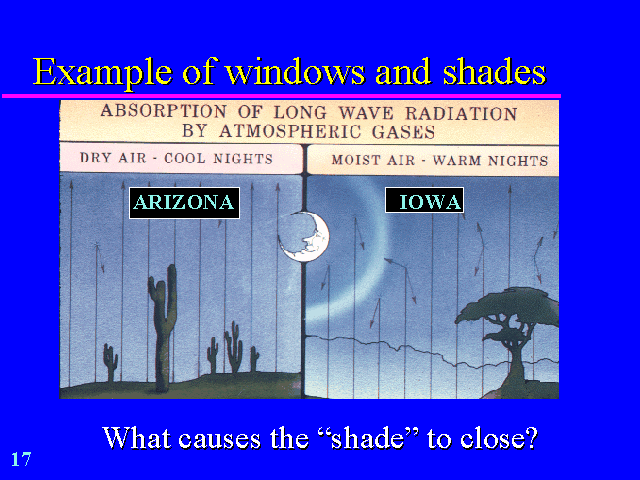 Example of windows and shades
ABSORPTION OF LONG WAVE RADIATION
BY ATMOSPHERIC GASES
DRY AIR - COOL NIGHTS
MOIST AIR - WARM NIGHTS
ARIZONA
IOWA
What causes the “shade” to close?
17